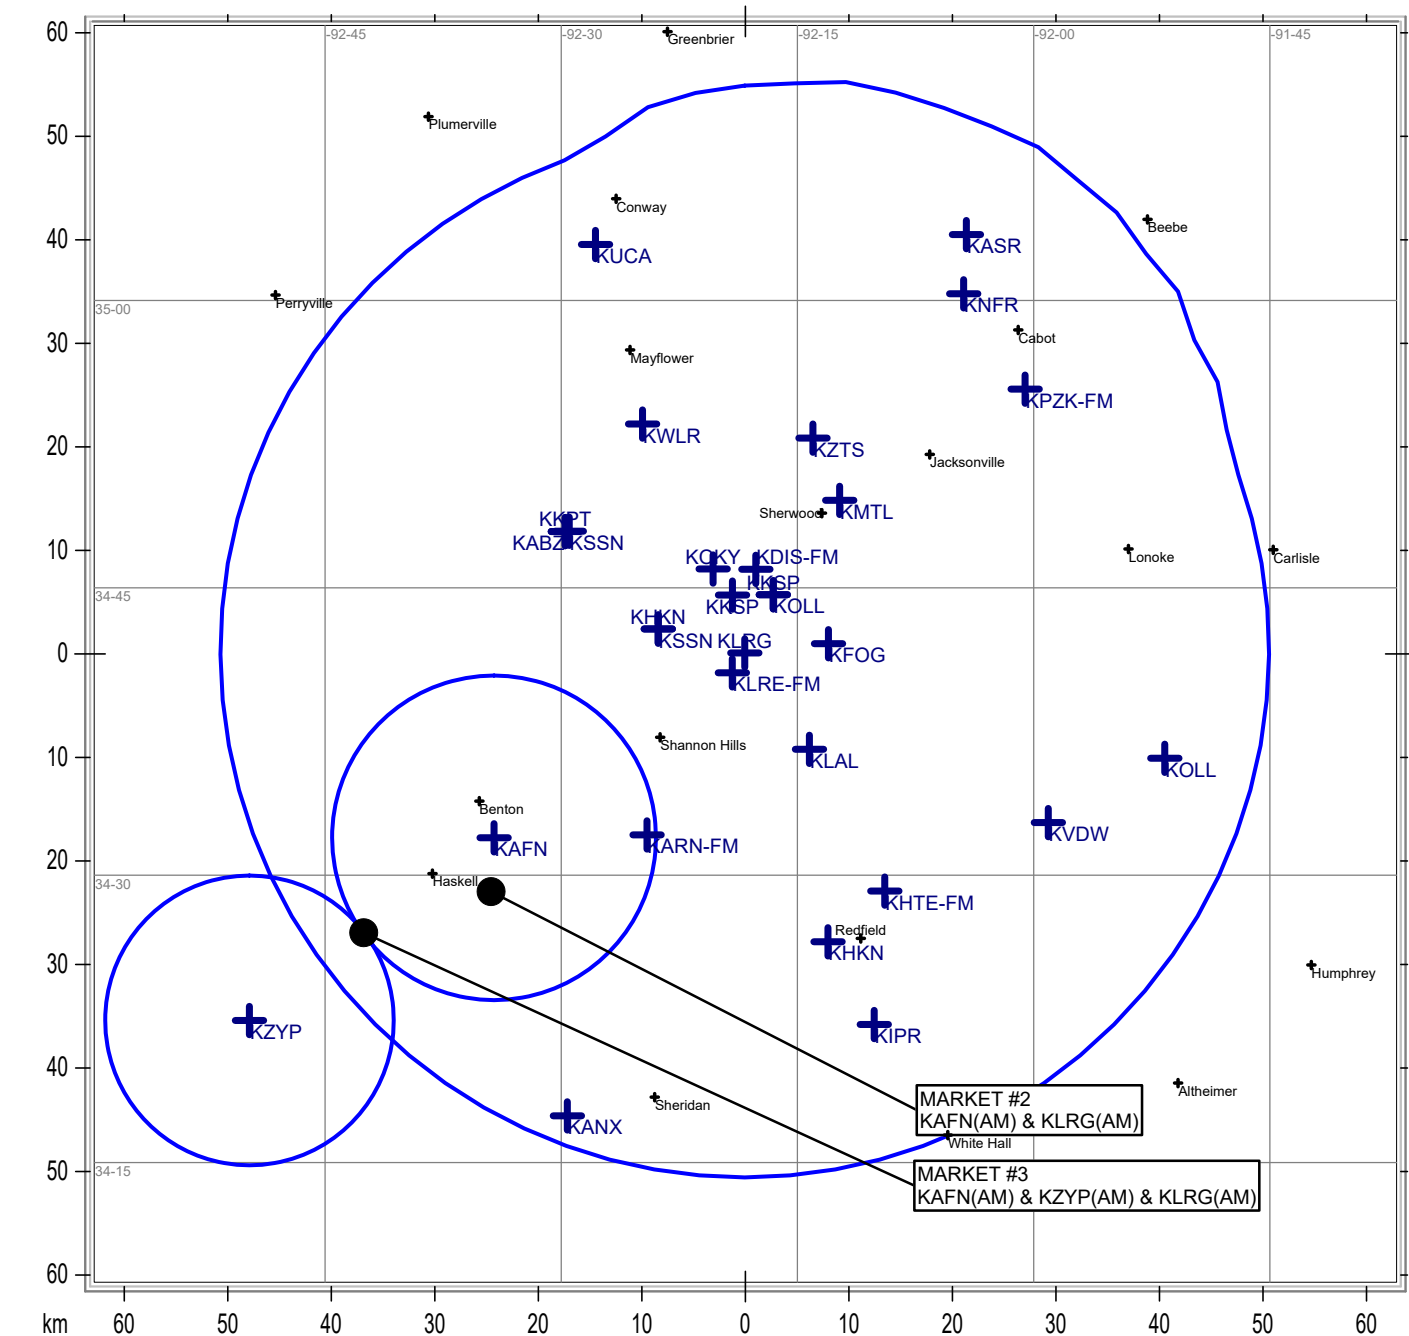 60
-92-45
-92-30
-92-15
-92-00
-91-45
Greenbrier
Plumerville
50
Conway
Beebe
40
KUCA
KASR
Perryville
35-00
KNFR
30
Mayflower
Cabot
KPZK-FM
KWLR
20
KZTS
Jacksonville
Sherwood
KMTL
KKPT
KABZ
KSSN
10
KOKY
KDIS-FM
Lonoke
Carlisle
34-45
KKSP
KKSP
KOLL
KHKN
KSSN
KLRG
KFOG
0
KLRE-FM
Shannon Hills
10
KLAL
KOLL
Benton
KAFN
KARN-FM
KVDW
20
34-30
Haskell
KHTE-FM
Redfield
KHKN
30
Humphrey
KZYP
KIPR
40
Sheridan
Altheimer
KANX
MARKET #2
KAFN(AM) & KLRG(AM)
White Hall
50
34-15
MARKET #3
KAFN(AM) & KZYP(AM) & KLRG(AM)
60
km 60 50 40 30 20 10 0 10 20 30 40 50 60